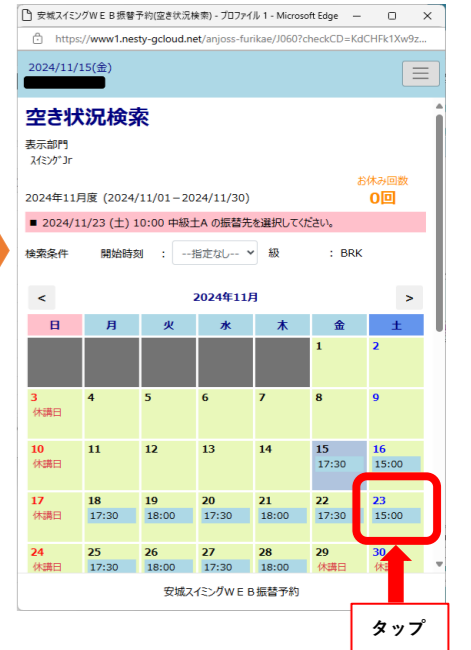 安城スイミングＷＥＢ振替予約(空き状況検索) - プロファイル 1 - Microsoft Edge
https://www1.nesty-gcloud.net/anjoss-furikae/J060?checkCD=KdCHFk1Xw9z...
2024/11/15(金)
空き状況検索
表示部門
ｽｲﾐﾝｸﾞJr
お休み回数
2024年11月度 (2024/11/01－2024/11/30) 0回
■ 2024/11/23 (土) 10:00 中級土A の振替先を選択してください。
検索条件 開始時刻 : --指定なし-- 級 : BRK
< 2024年11月 >
日 月 火 水 木 金 土
1 2
3 4 5 6 7 8 9
休講日
10 11 12 13 14 15 16
休講日 17:30 15:00
17 18 19 20 21 22 23
休講日 17:30 18:00 17:30 18:00 17:30 15:00
24 25 26 27 28 29 30
休講日 17:30 18:00 17:30 18:00 休講日 休
安城スイミングＷＥＢ振替予約
タップ